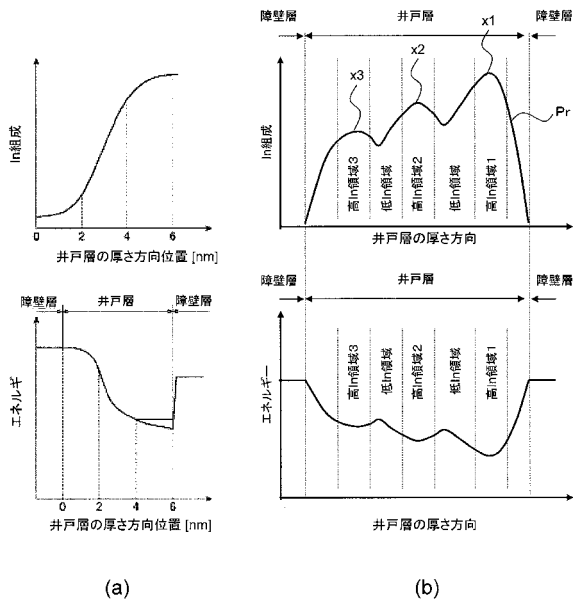 In組成
0
2
4
6
井戸層の厚さ方向位置 [nm]
障壁層
井戸層
障壁層
エネルギ
0
2
4
6
井戸層の厚さ方向位置 [nm]
(a)
障壁層
井戸層
障壁層
x3
x2
x1
Pr
In組成
高In領域3
低In領域
高In領域2
低In領域
高In領域1
井戸層の厚さ方向
井戸層
障壁層
障壁層
エネルギー
高In領域3
低In領域
高In領域2
低In領域
高In領域1
井戸層の厚さ方向
(b)